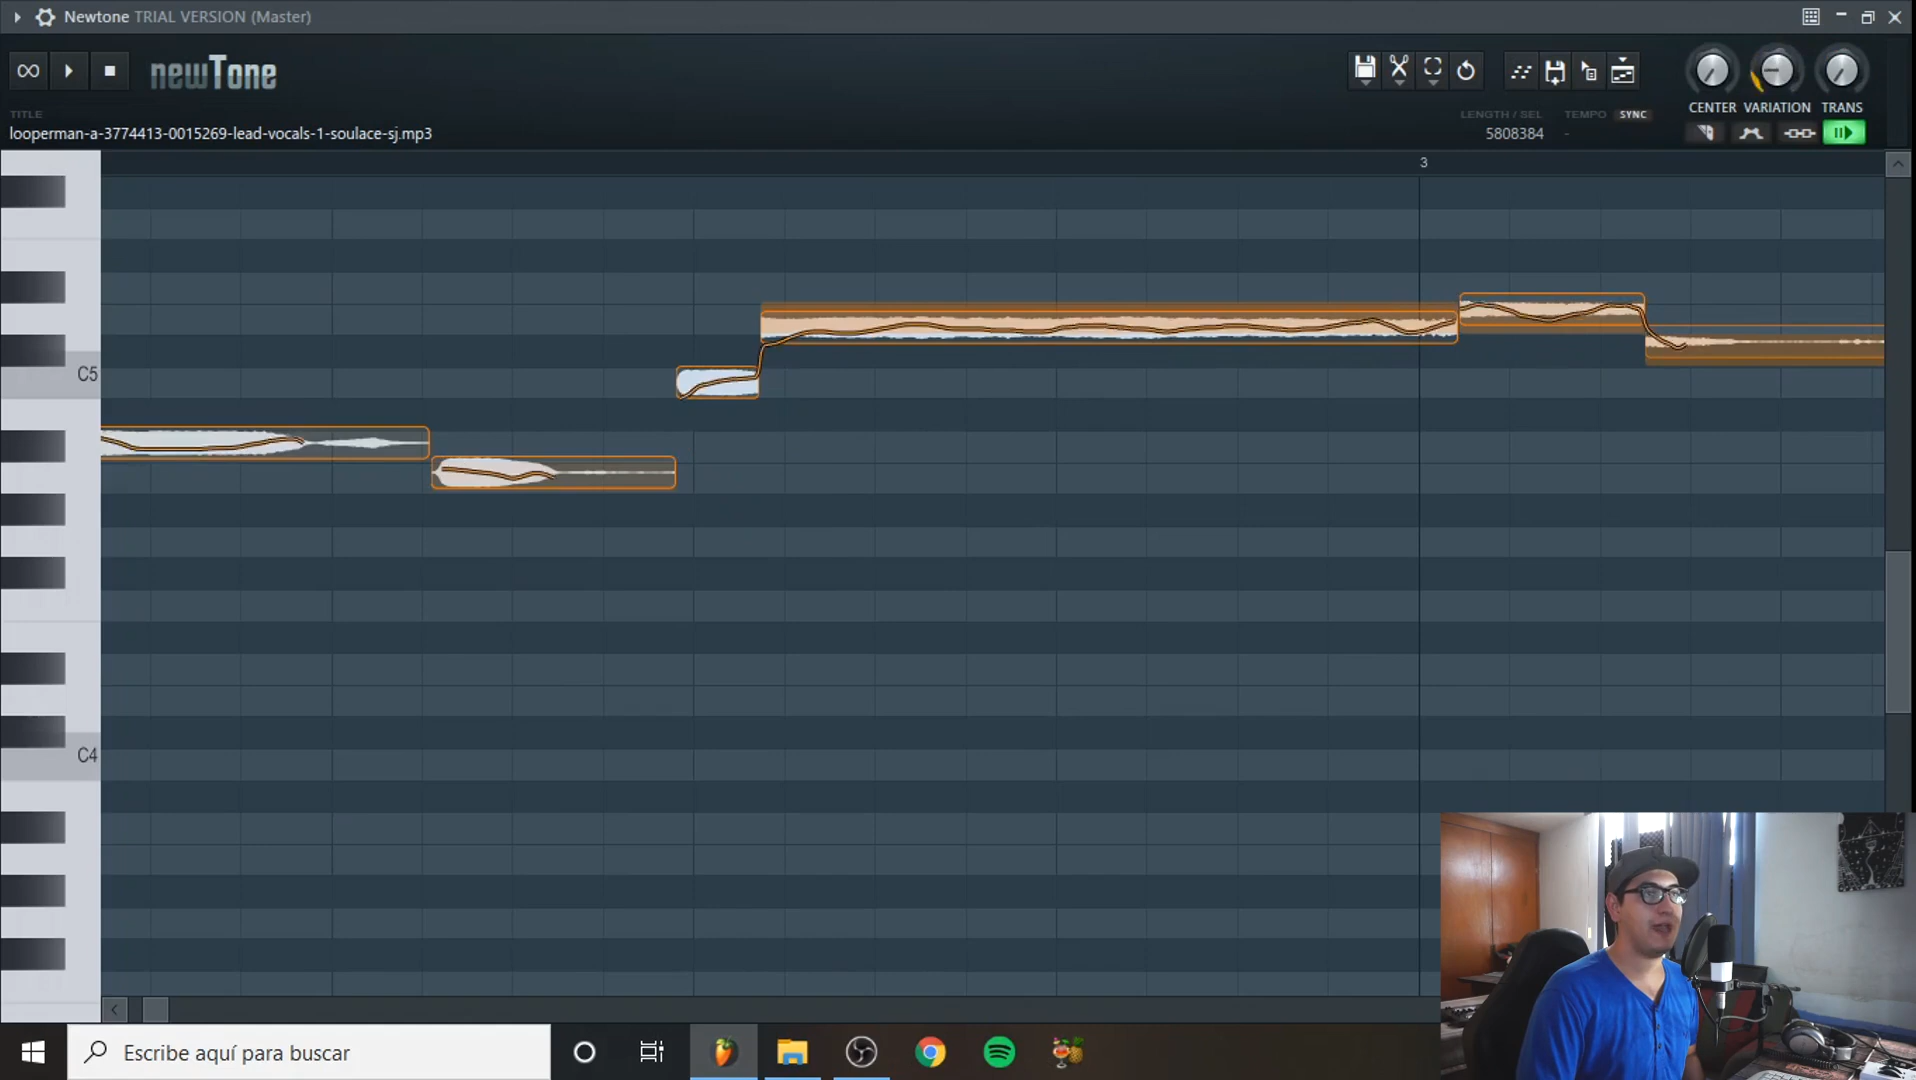 Newtone TRIAL VERSION (Master)
newTone
CENTER VARIATION TRANS
TITLE
LENGTH / SEL TEMPO SYNC
looperman-a-3774413-0015269-lead-vocals-1-soulace-sj.mp3
5808384 -
3
C5
C4
Escribe aquí para buscar